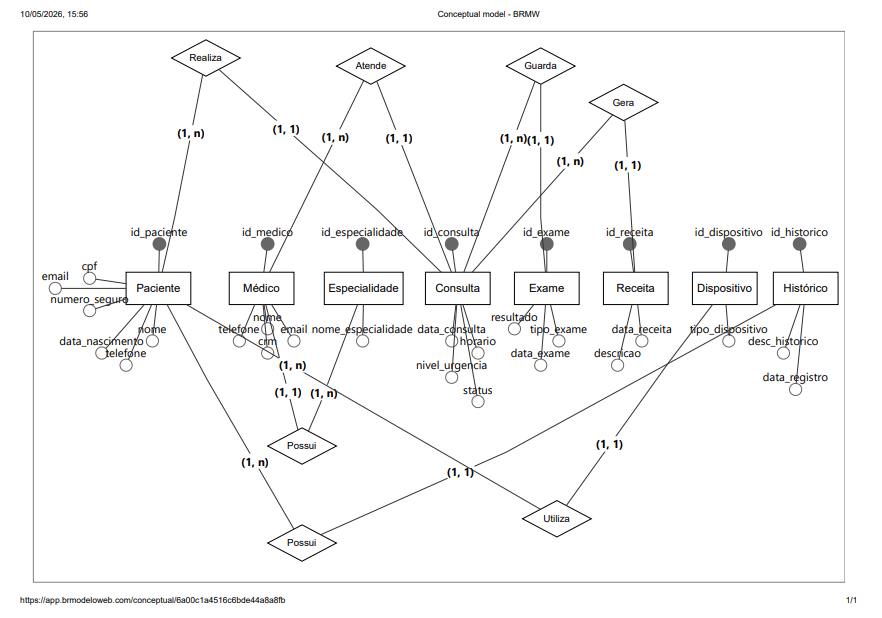 10/05/2026, 15:56
Conceptual model - BRMW
Realiza
Atende
Guarda
Gera
(1, n)
(1, 1)
(1, n)
(1, 1)
(1, n)
(1, 1)
(1, n)
(1, 1)
id_paciente
id_medico
id_especialidade
id_consulta
id_exame
id_receita
id_dispositivo
id_historico
cpf
email
numero_seguro
Paciente
Médico
Especialidade
Consulta
Exame
Receita
Dispositivo
Histórico
data_nascimento
nome
telefone
nome
telefone
email
crm
nome_especialidade
data_consulta
horario
nivel_urgencia
status
resultado
tipo_exame
data_exame
data_receita
descricao
tipo_dispositivo
desc_historico
data_registro
(1, n)
(1, 1)
(1, n)
Possui
(1, n)
(1, 1)
(1, 1)
Utiliza
Possui
https://app.brmodeloweb.com/conceptual/6a00c1a4516c6bde44a8a8fb
1/1